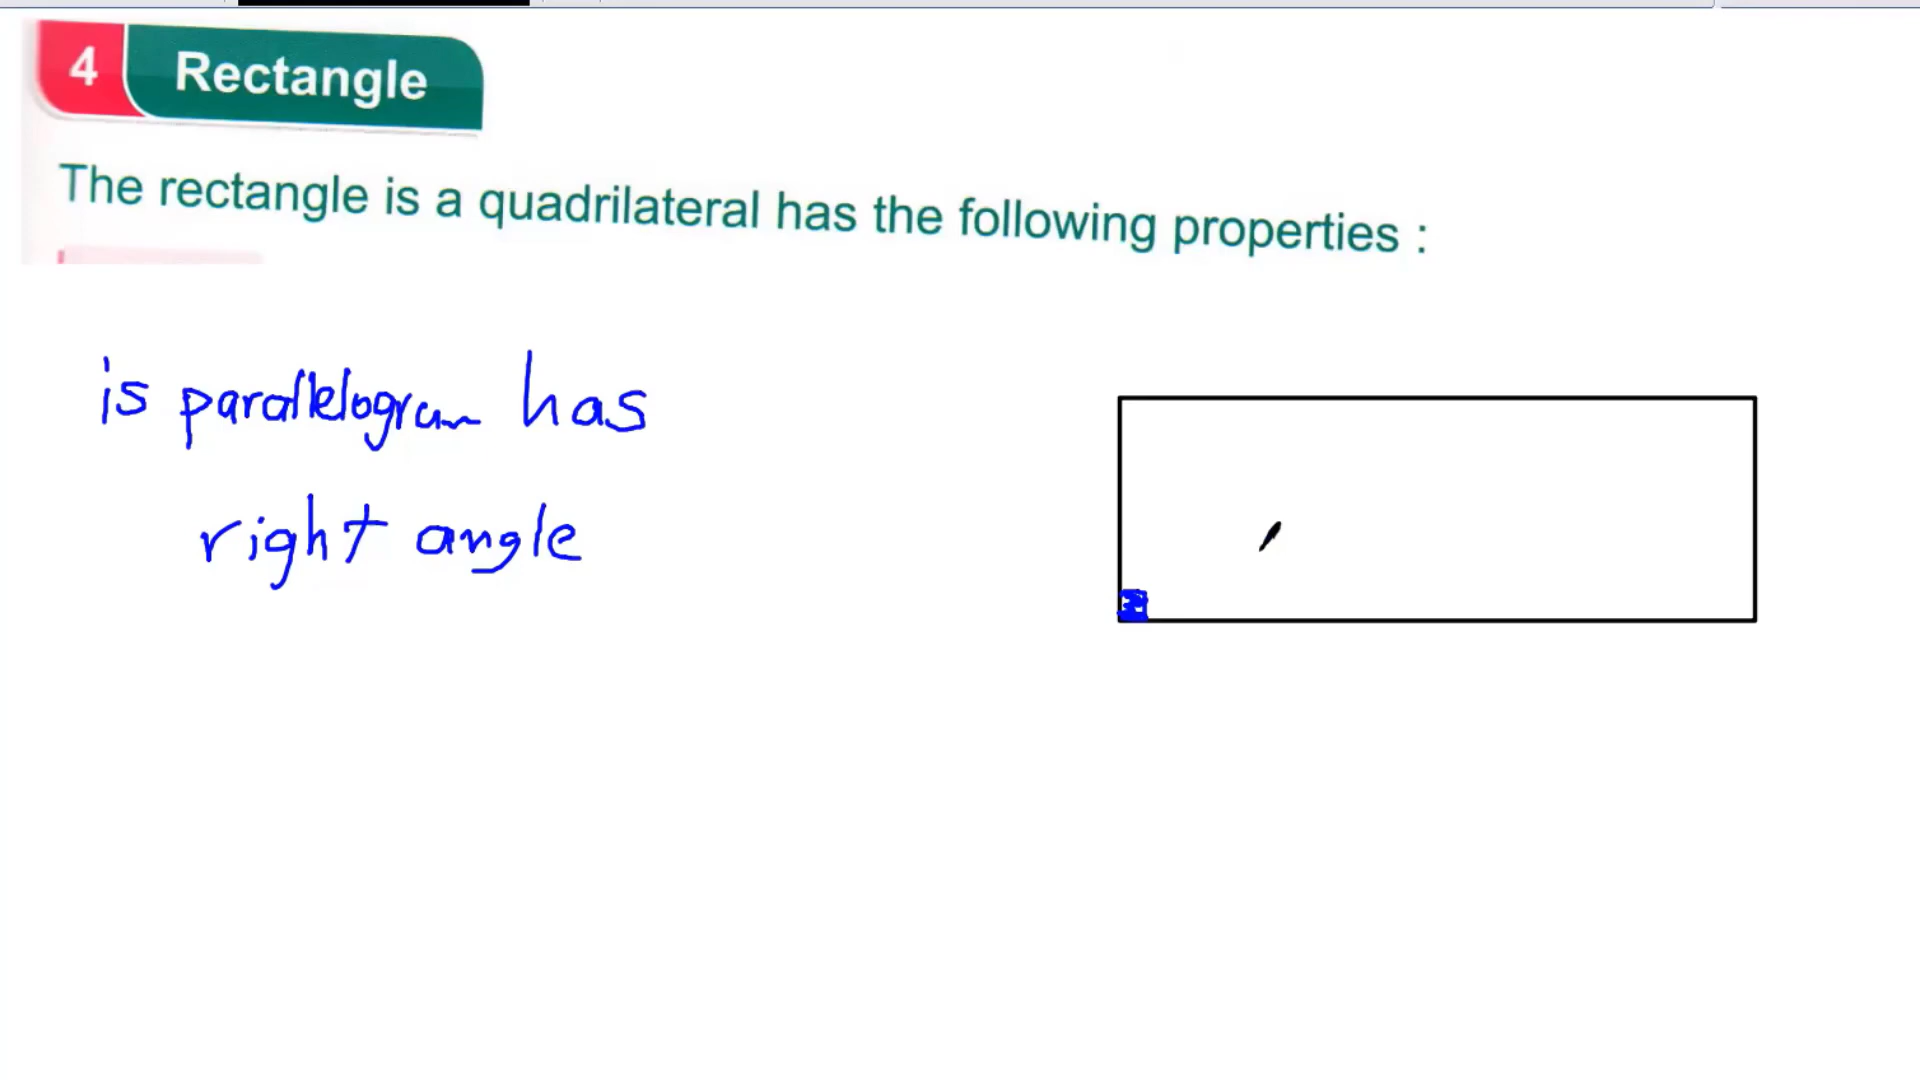 4 Rectangle
The rectangle is a quadrilateral has the following properties :
is parallelogram has
right angle